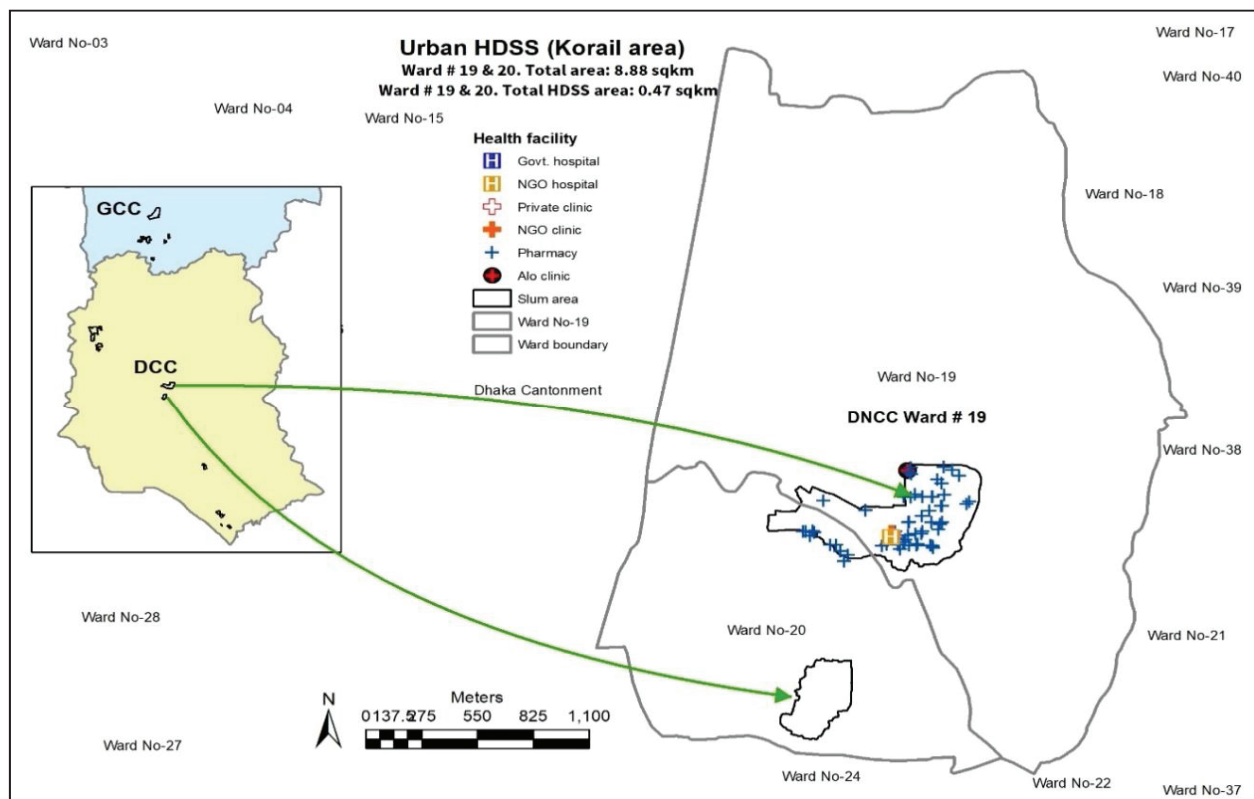 Ward No-03
Ward No-17
Urban HDSS (Korail area)
Ward # 19 & 20. Total area: 8.88 sqkm
Ward # 19 & 20. Total HDSS area: 0.47 sqkm
Ward No-40
Ward No-04
Ward No-15
Health facility
H Govt. hospital
H NGO hospital
Private clinic
NGO clinic
Pharmacy
Alo clinic
Slum area
Ward No-19
Ward boundary
GCC
DCC
Ward No-18
Ward No-39
Dhaka Cantonment
Ward No-19
DNCC Ward # 19
Ward No-38
H
Ward No-28
Ward No-20
Ward No-21
N
Meters
0 137.5 275 550 825 1,100
Ward No-27
Ward No-24
Ward No-22
Ward No-37